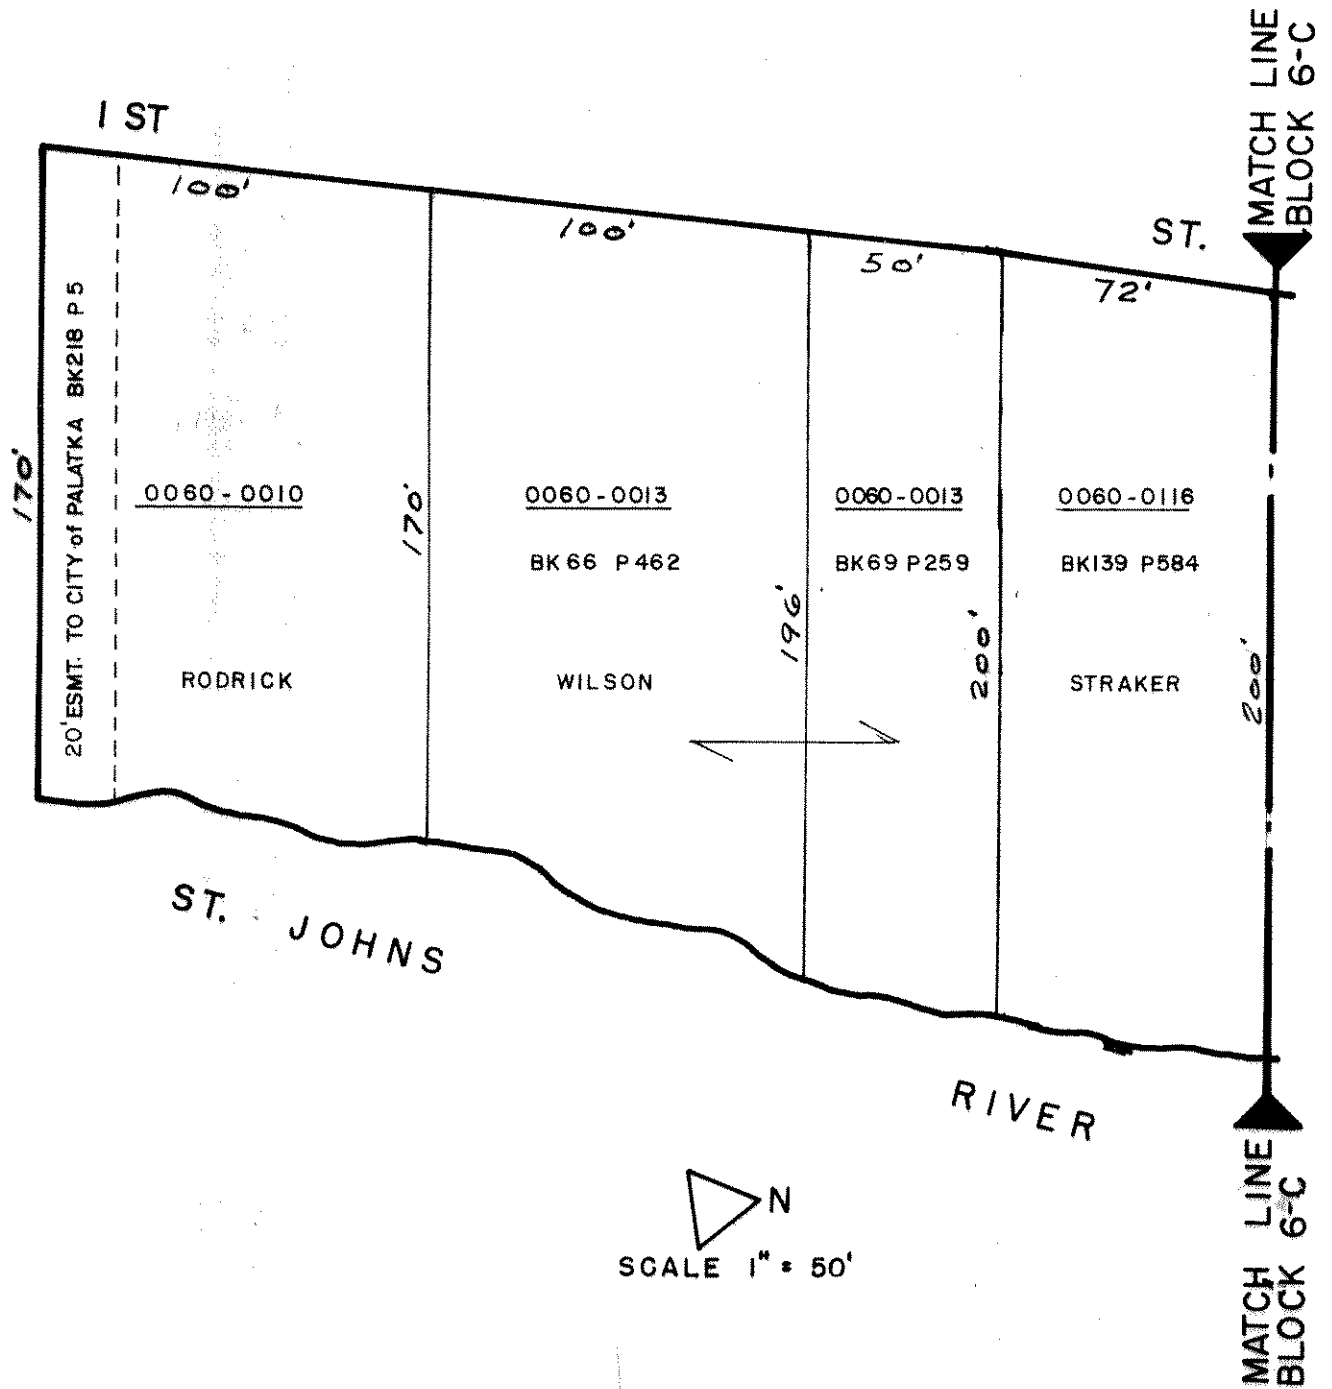 MATCH LINE
BLOCK 6-C
I ST
ST.
100'
100'
50'
72'
20' ESMT. TO CITY of PALATKA BK218 P5
170'
0060-0010
170'
0060-0013
0060-0013
0060-0116
BK 66 P462
BK69 P259
BK139 P584
196'
200'
200'
RODRICK
WILSON
STRAKER
ST. JOHNS
RIVER
N
SCALE 1" = 50'
MATCH LINE
BLOCK 6-C